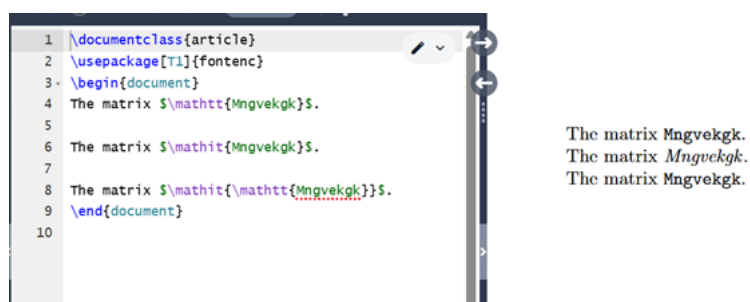 1 \documentclass{article}
2 \usepackage[T1]{fontenc}
3 \begin{document}
4 The matrix $\mathtt{Mngvekgk}$.
5
6 The matrix $\mathit{Mngvekgk}$.
7
8 The matrix $\mathit{\mathtt{Mngvekgk}}$.
9 \end{document}
10
The matrix Mngvekgk.
The matrix Mngvekgk.
The matrix Mngvekgk.